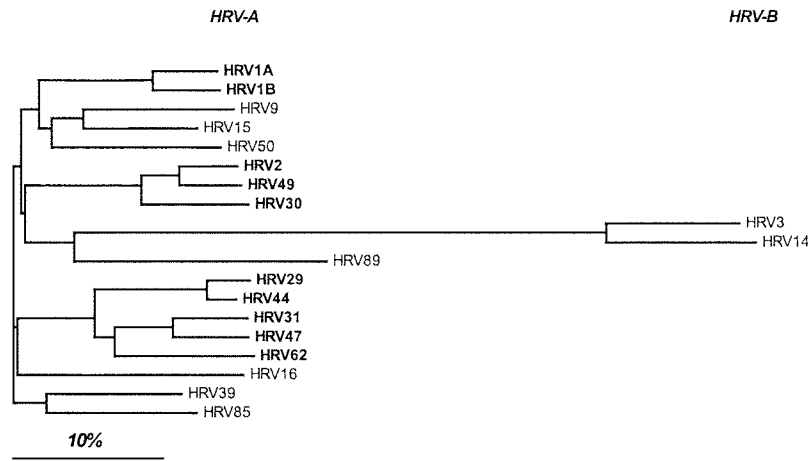 HRV-A HRV-B
HRV1A
HRV1B
HRV9
HRV15
HRV50
HRV2
HRV49
HRV30
HRV3
HRV14
HRV89
HRV29
HRV44
HRV31
HRV47
HRV62
HRV16
HRV39
HRV85
10%